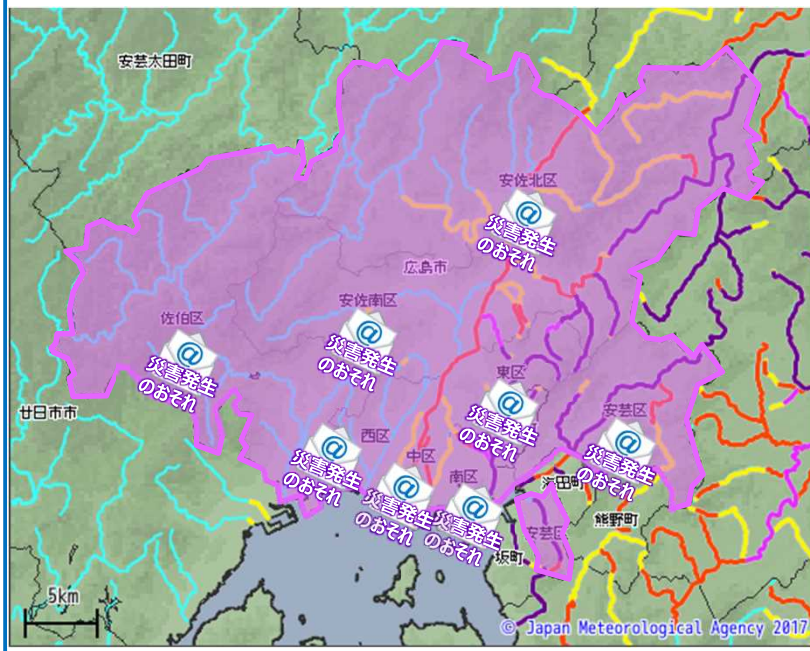 安芸太田町
安佐北区
@
災害発生
のおそれ
広島市
安佐南区
@
災害発生
のおそれ
佐伯区
@
災害発生
のおそれ
東区
@
災害発生
のおそれ
廿日市市
安芸区
@
災害発生
のおそれ
西区
@
災害発生
のおそれ
中区
@
災害発生
のおそれ
南区
@
災害発生
のおそれ
海田町
熊野町
安芸区
坂町
5km
© Japan Meteorological Agency 2017